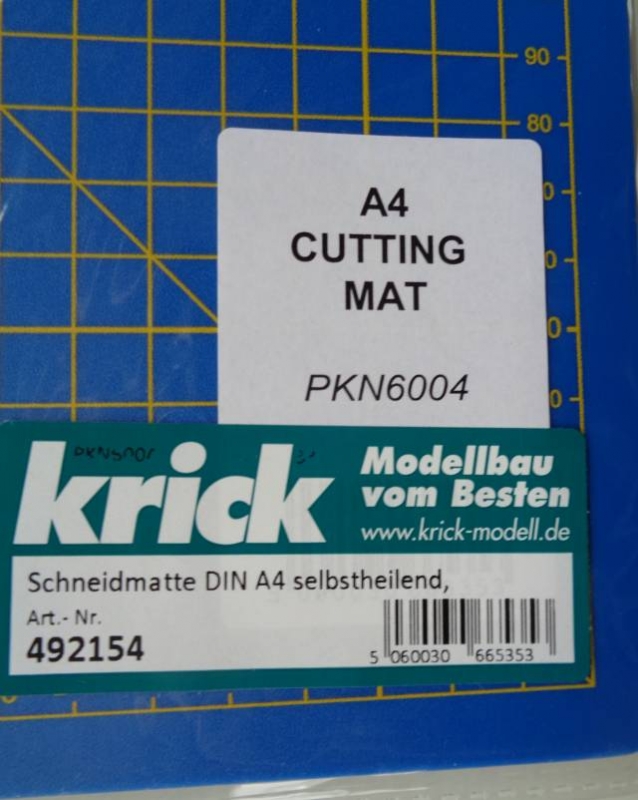 90
80
A4
CUTTING
MAT
PKN6004
krick
Modellbau
vom Besten
www.krick-modell.de
Schneidmatte DIN A4 selbstheilend,
Art.- Nr.
492154
5 060030 665353